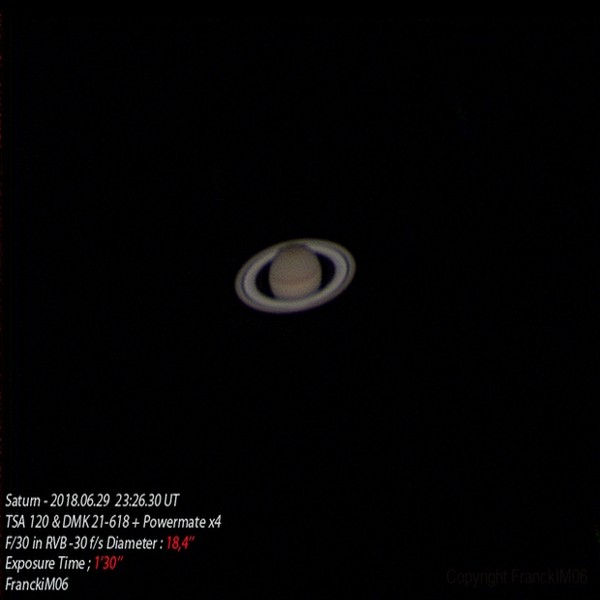 Saturn - 2018.06.29 23:26.30 UT
TSA 120 & DMK 21-618 + Powermate x4
F/30 in RVB -30 f/s Diameter : 18,4’’
Exposure Time ; 1’30’’
FranckiM06
Copyright FranckIM06